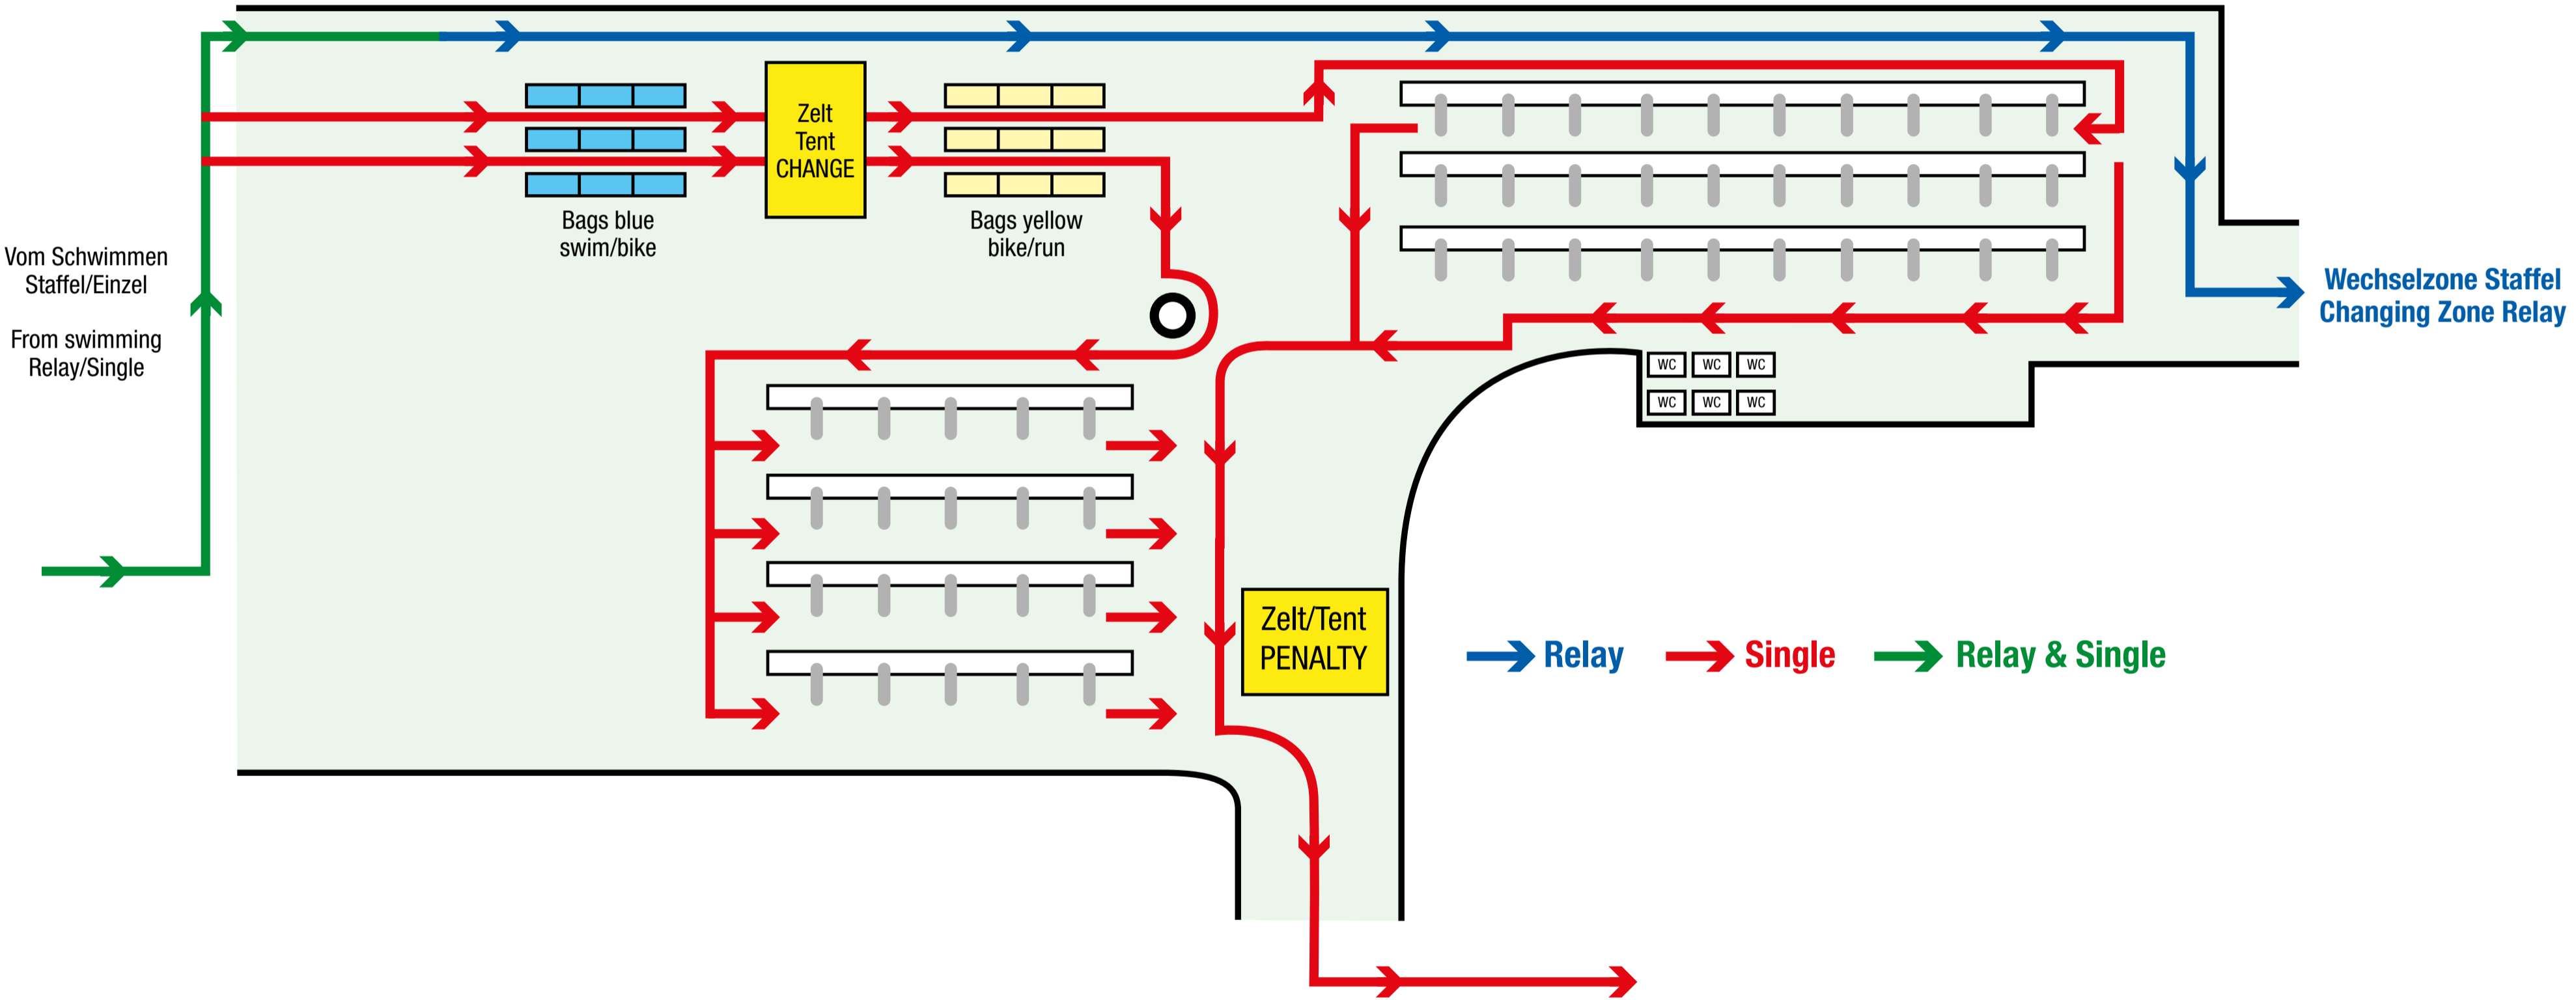 Zelt
Tent
CHANGE
Bags blue
swim/bike
Bags yellow
bike/run
Vom Schwimmen
Staffel/Einzel
From swimming
Relay/Single
Wechselzone Staffel
Changing Zone Relay
WC WC WC
WC WC WC
Zelt/Tent
PENALTY
Relay Single Relay & Single